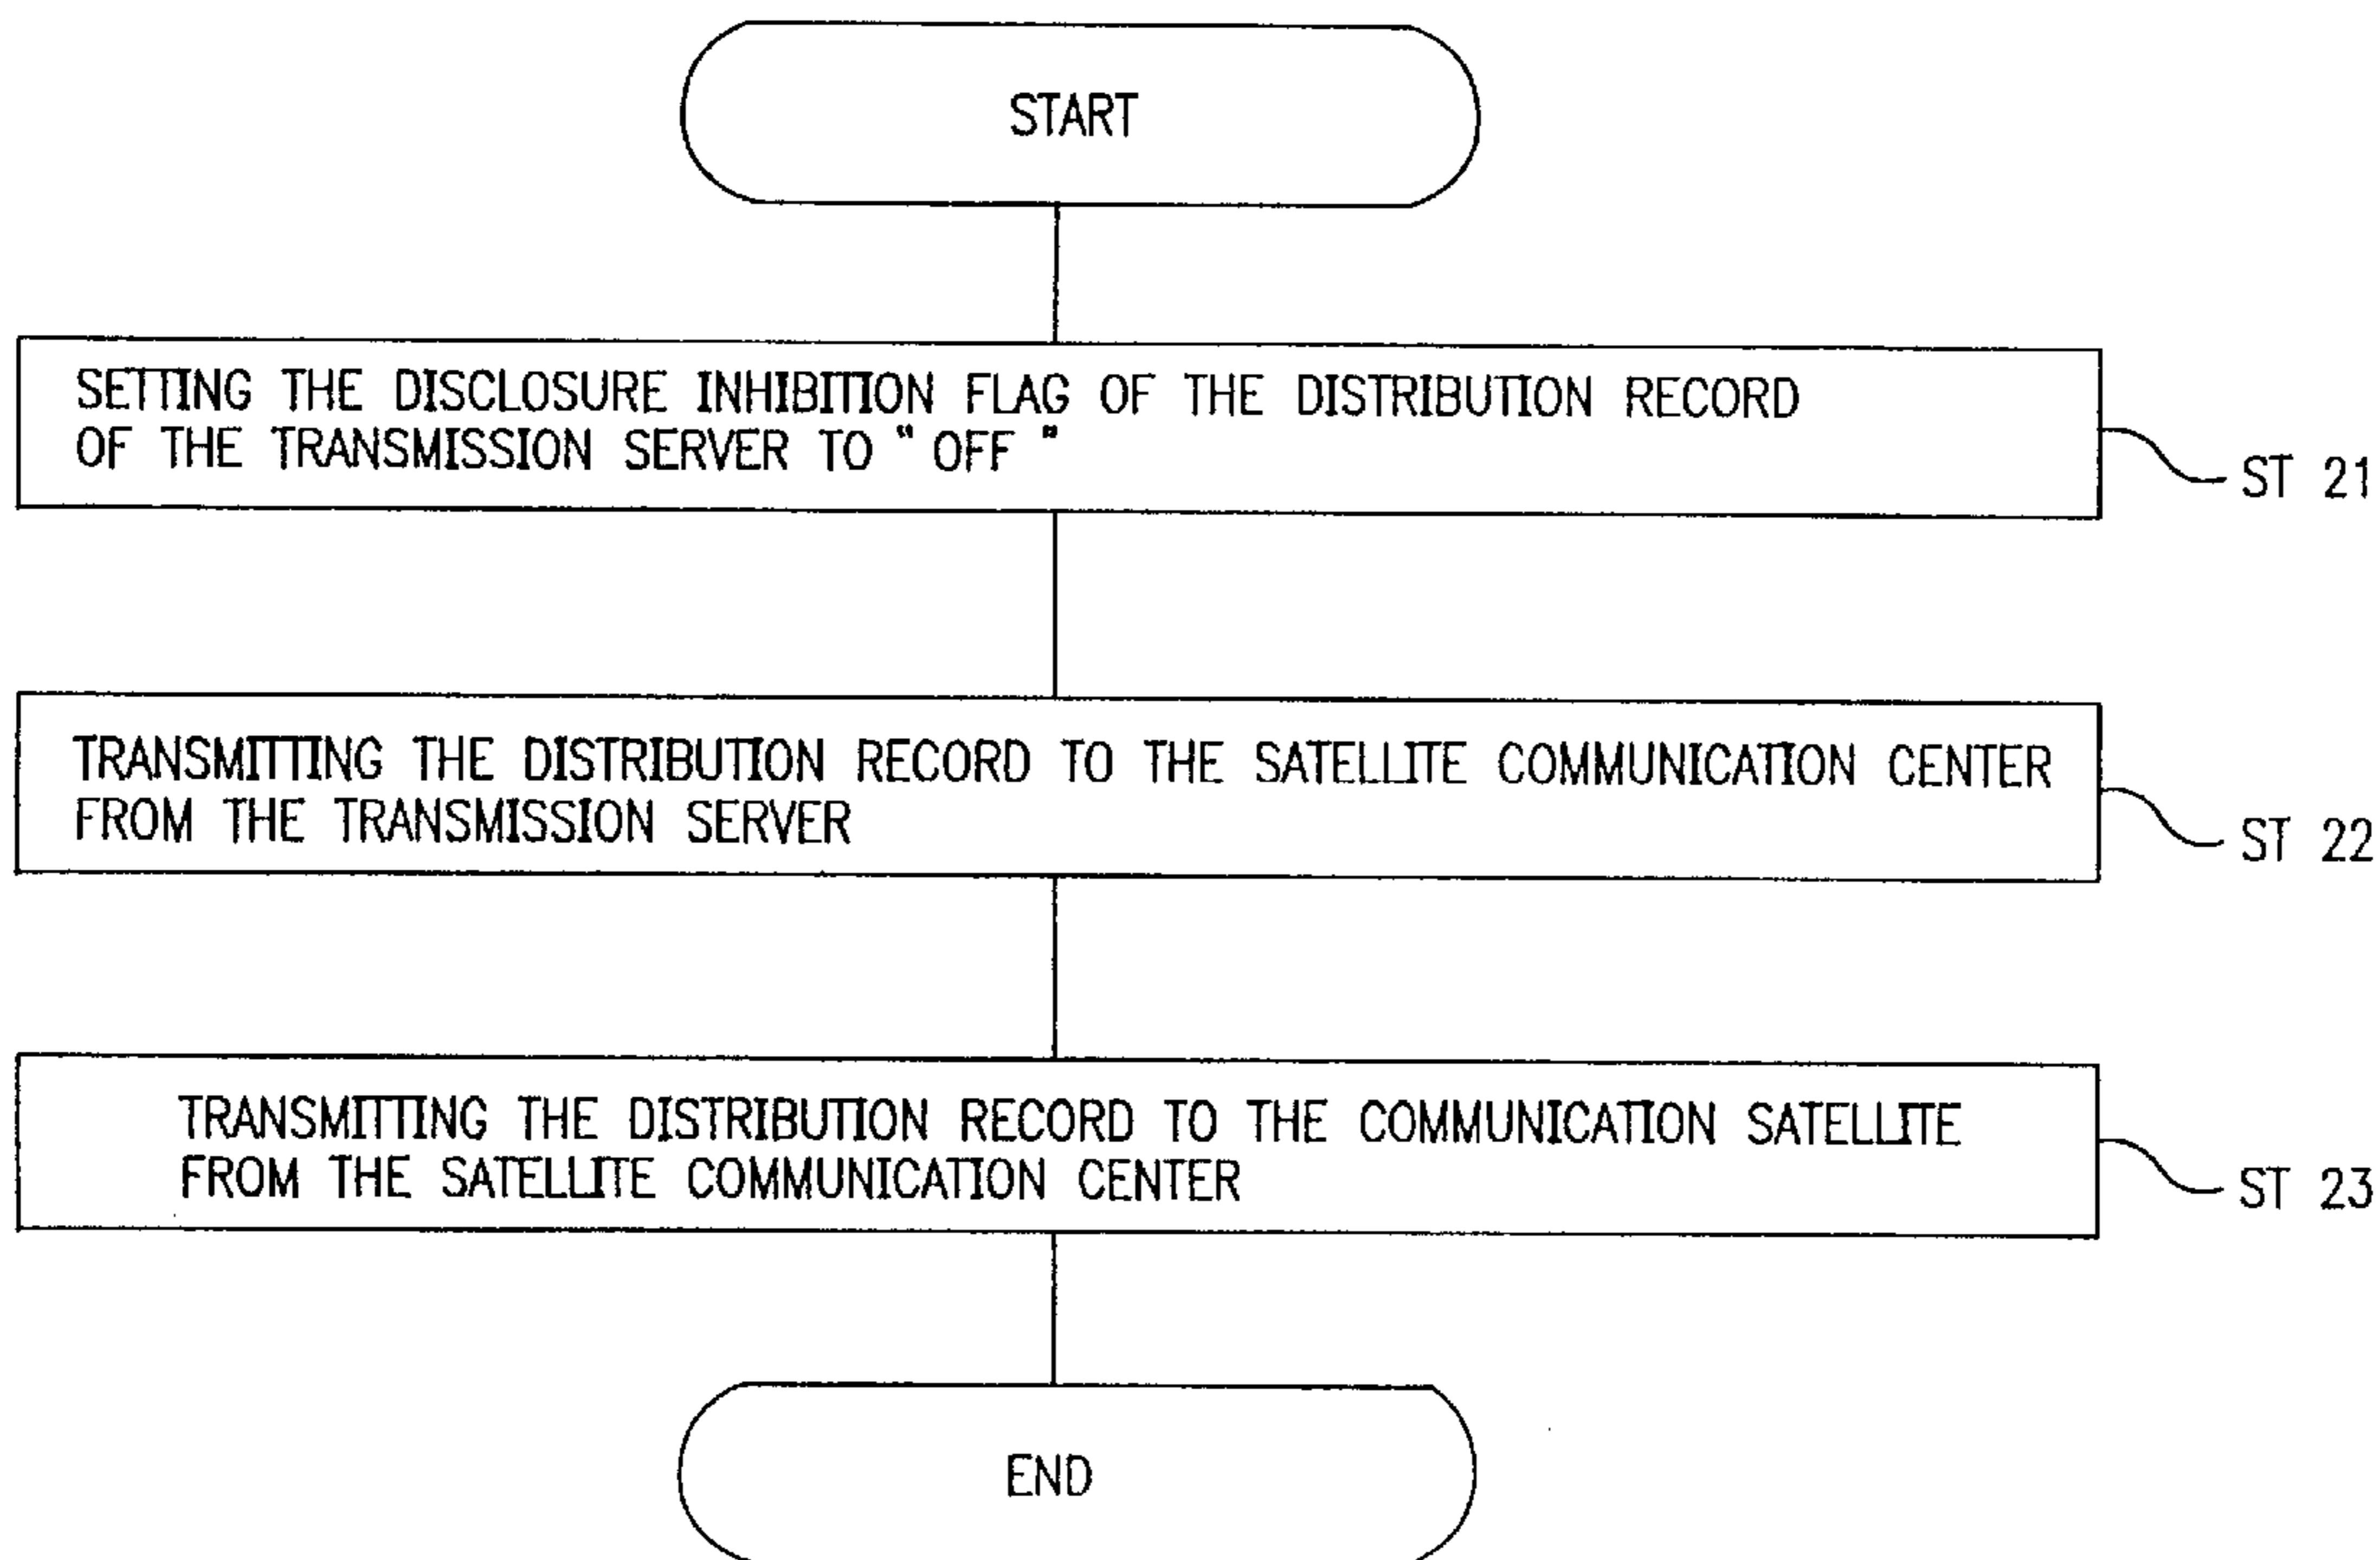 START
SETTING THE DISCLOSURE INHIBITION FLAG OF THE DISTRIBUTION RECORD
OF THE TRANSMISSION SERVER TO " OFF "
ST 21
TRANSMITTING THE DISTRIBUTION RECORD TO THE SATELLITE COMMUNICATION CENTER
FROM THE TRANSMISSION SERVER
ST 22
TRANSMITTING THE DISTRIBUTION RECORD TO THE COMMUNICATION SATELLITE
FROM THE SATELLITE COMMUNICATION CENTER
ST 23
END